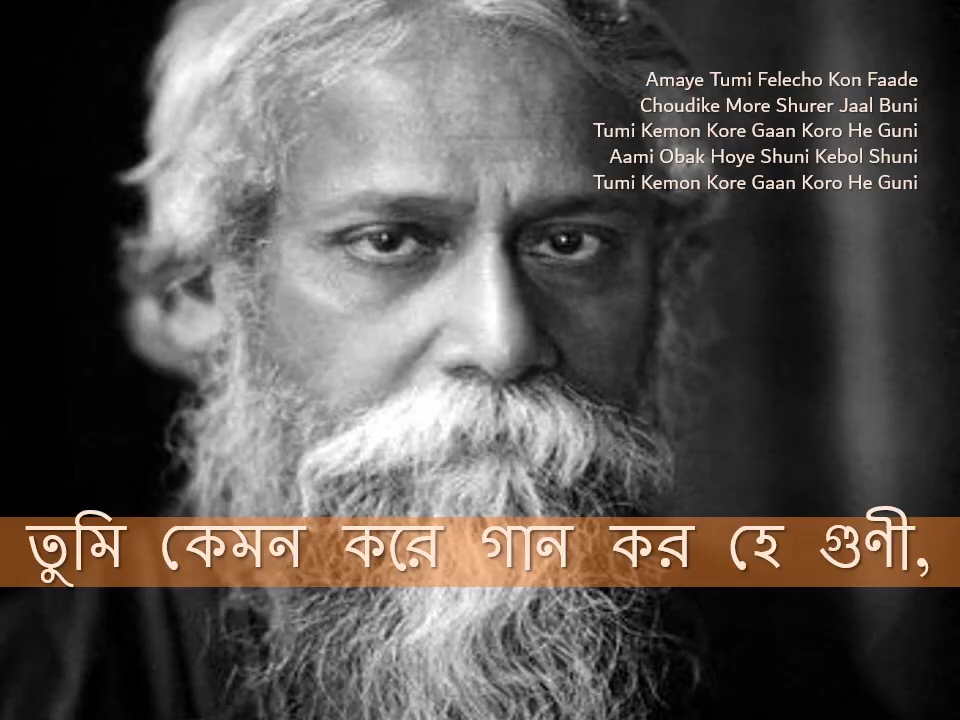 Amaye Tumi Felecho Kon Faade
Choudike More Shurer Jaal Buni
Tumi Kemon Kore Gaan Koro He Guni
Aami Obak Hoye Shuni Kebol Shuni
Tumi Kemon Kore Gaan Koro He Guni
তুমি কেমন করে গান কর হে গুণী,